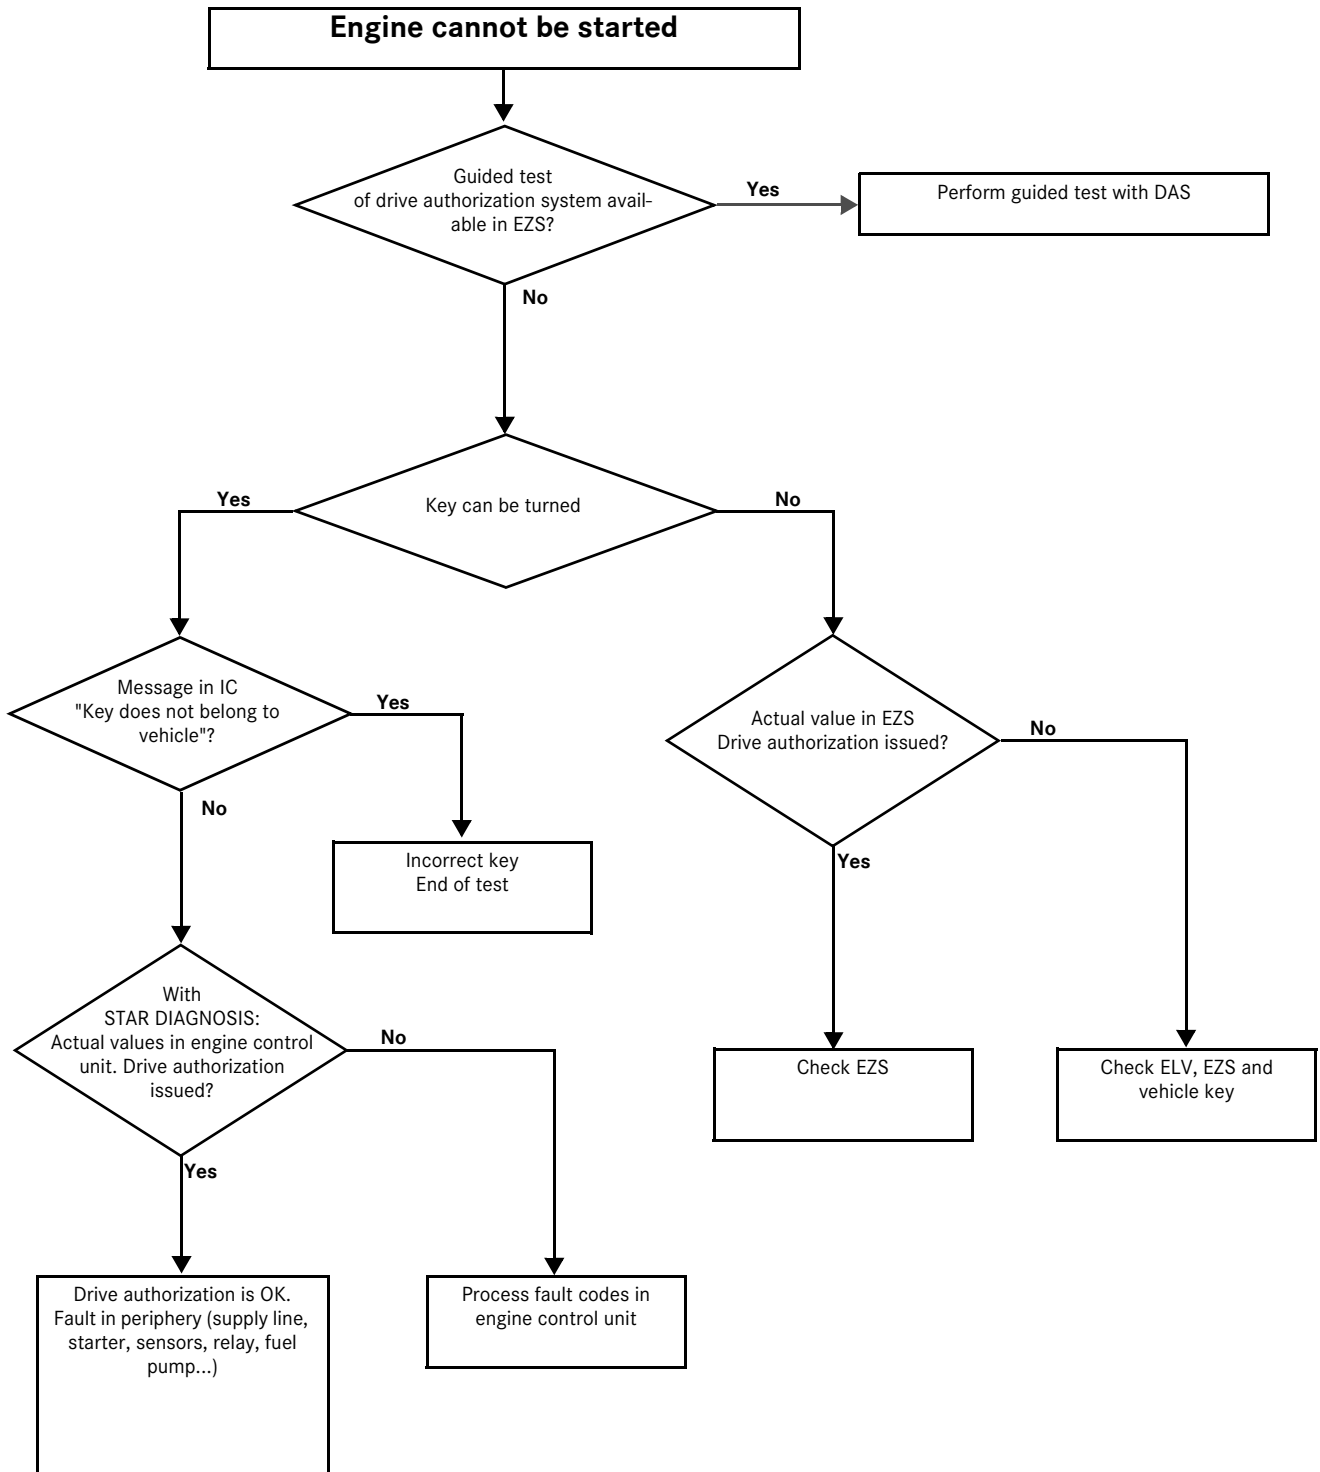 Engine cannot be started
Guided test
of drive authorization system avail-
able in EZS?
Yes
Perform guided test with DAS
No
Key can be turned
Yes
No
Message in IC
"Key does not belong to
vehicle"?
Yes
No
Incorrect key
End of test
Actual value in EZS
Drive authorization issued?
No
Yes
With
STAR DIAGNOSIS:
Actual values in engine control
unit. Drive authorization
issued?
No
Yes
Check EZS
Check ELV, EZS and
vehicle key
Drive authorization is OK.
Fault in periphery (supply line,
starter, sensors, relay, fuel
pump...)
Process fault codes in
engine control unit